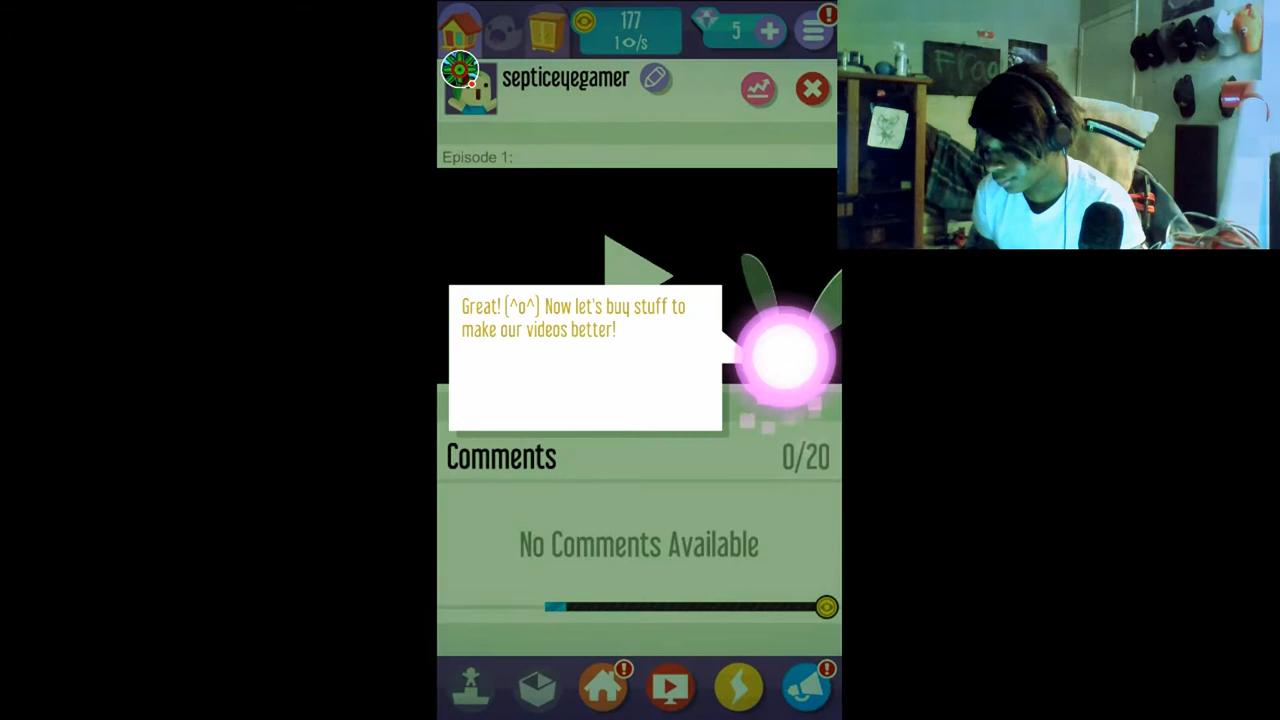 177
1/s
5
septiceyegamer
Episode 1:
Great! (^o^) Now let's buy stuff to
make our videos better!
Comments
0/20
No Comments Available